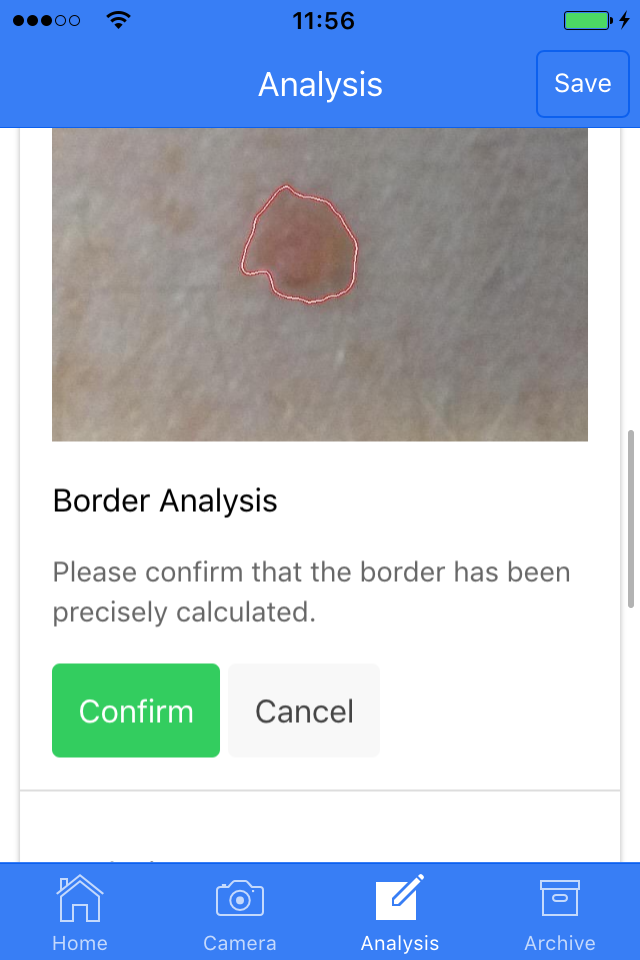 11:56
Analysis
Save
Border Analysis
Please confirm that the border has been
precisely calculated.
Confirm
Cancel
Home
Camera
Analysis
Archive